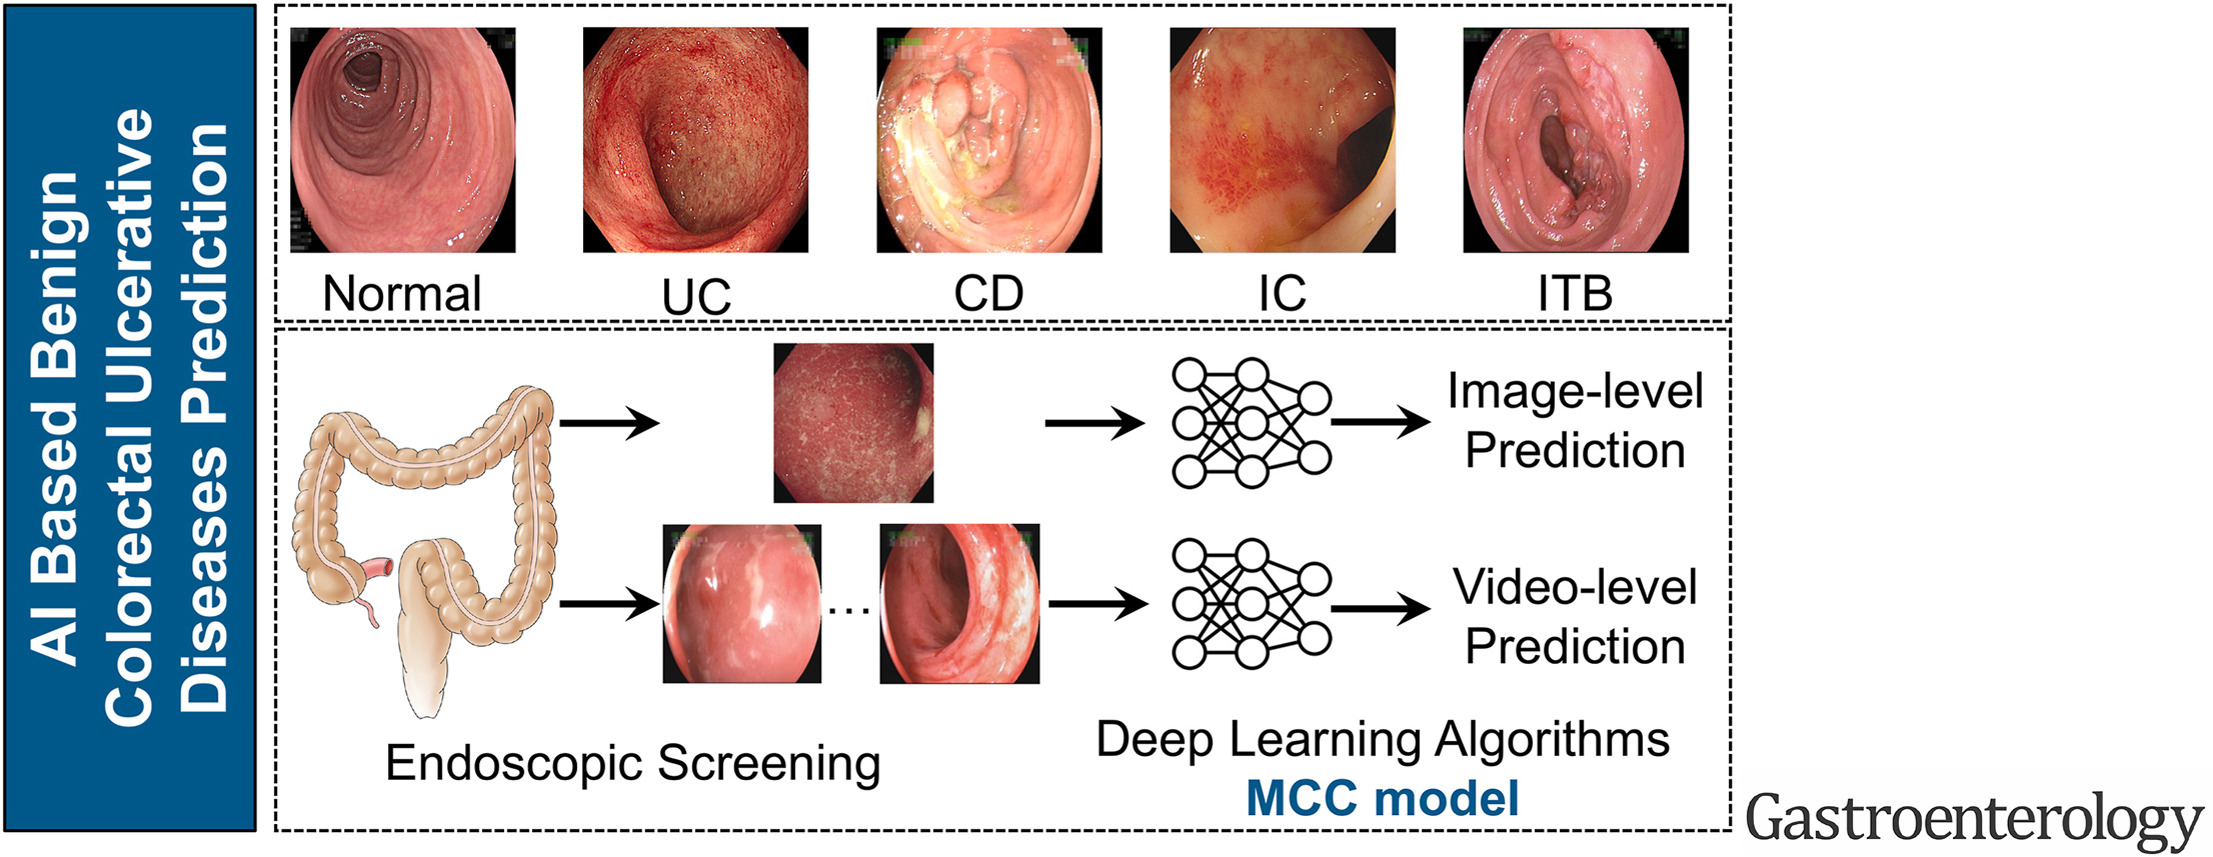 AI Based Benign
Colorectal Ulcerative
Diseases Prediction
Normal
UC
CD
IC
ITB
Image-level
Prediction
...
Video-level
Prediction
Endoscopic Screening
Deep Learning Algorithms
MCC model
Gastroenterology